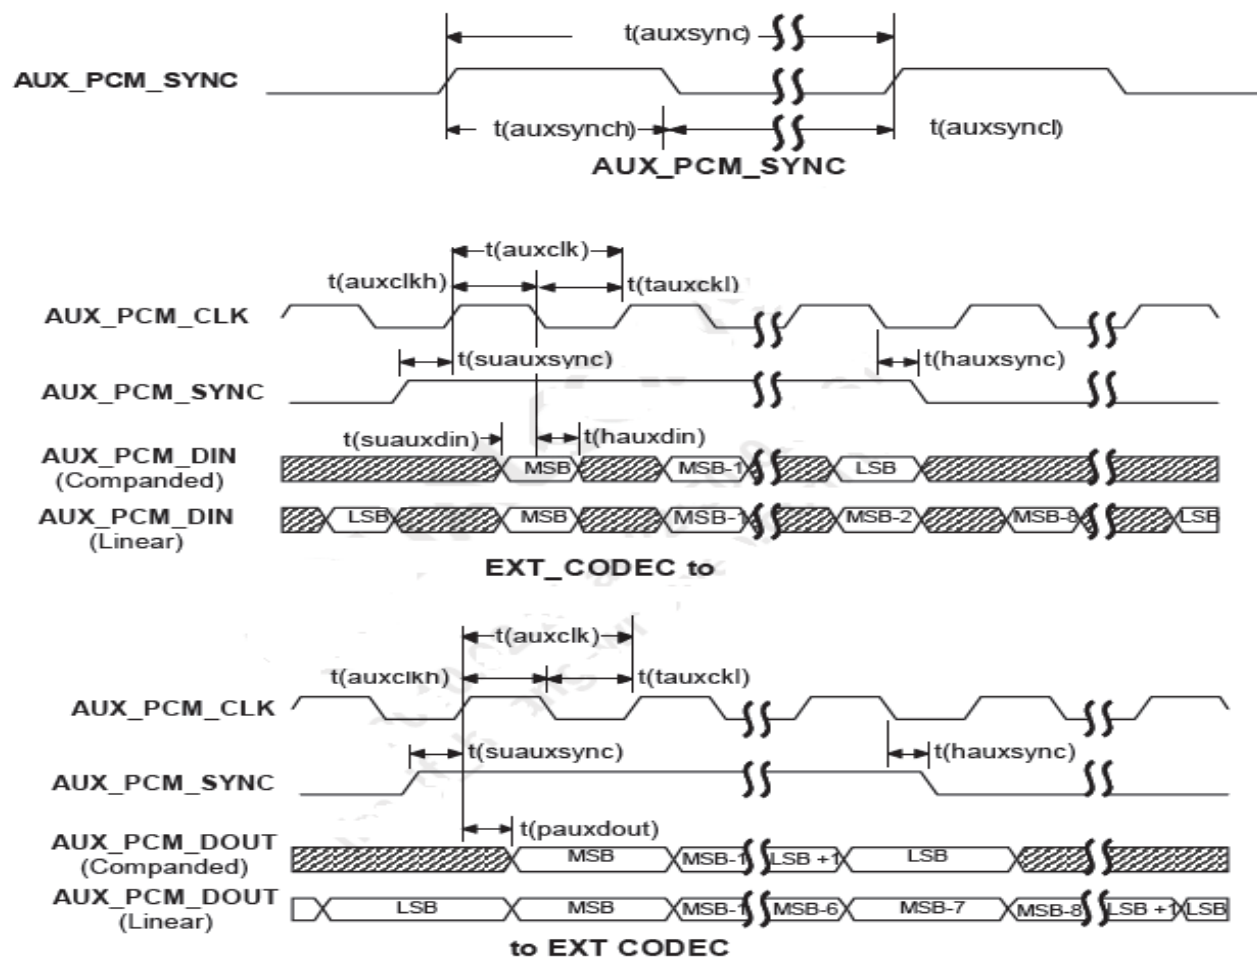 t(auxsync)
AUX_PCM_SYNC
t(auxsynch)
t(auxsyncl)
AUX_PCM_SYNC
t(auxclk)
t(auxclkh)
t(tauxckl)
AUX_PCM_CLK
t(suauxsync)
t(hauxsync)
AUX_PCM_SYNC
t(suauxdin)
t(hauxdin)
AUX_PCM_DIN
(Companded)
MSB
MSB-1
LSB
AUX_PCM_DIN
(Linear)
LSB
MSB
MSB-1
MSB-2
MSB-8
LSB
EXT_CODEC to
t(auxclk)
t(auxclkh)
t(tauxckl)
AUX_PCM_CLK
t(suauxsync)
t(hauxsync)
AUX_PCM_SYNC
t(pauxdout)
AUX_PCM_DOUT
(Companded)
MSB
MSB-1
LSB +1
LSB
AUX_PCM_DOUT
(Linear)
LSB
MSB
MSB-1
MSB-6
MSB-7
MSB-8
LSB +1
LSB
to EXT CODEC